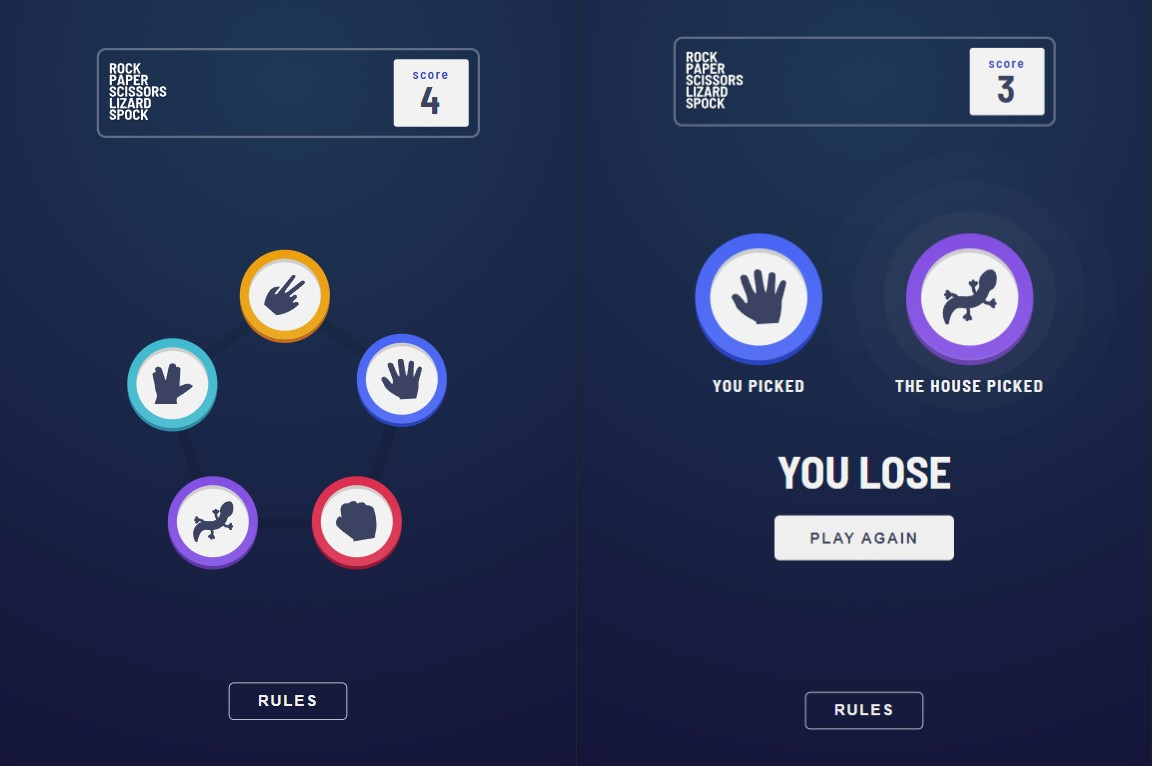 ROCK
PAPER
SCISSORS
LIZARD
SPOCK
score
4
RULES
ROCK
PAPER
SCISSORS
LIZARD
SPOCK
score
3
YOU PICKED
THE HOUSE PICKED
YOU LOSE
PLAY AGAIN
RULES